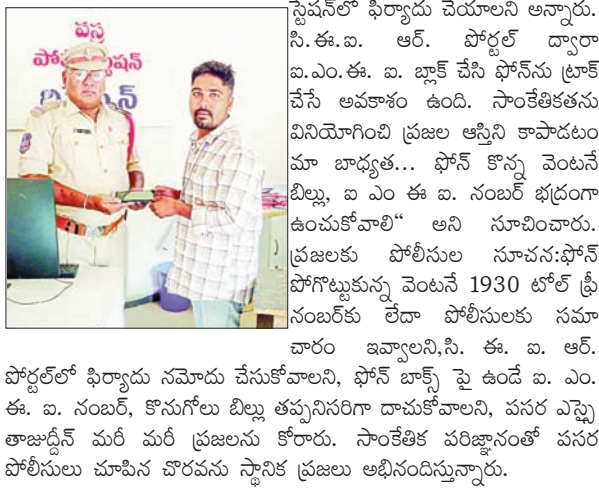 స్టేషన్‌లో ఫిర్యాదు చేయాలని అన్నారు.
సి.ఈ.ఐ. ఆర్. పోర్టల్ ద్వారా
ఐ.ఎం.ఈ. ఐ. బ్లాక్ చేసి ఫోన్‌ను ట్రాక్
చేసే అవకాశం ఉంది. సాంకేతికతను
వినియోగించి ప్రజల ఆస్తిని కాపాడటం
మా బాధ్యత... ఫోన్ కొన్న వెంటనే
బిల్లు, ఐ ఎం ఈ ఐ. నంబర్ భద్రంగా
ఉంచుకోవాలి“ అని సూచించారు.
ప్రజలకు పోలీసుల సూచన:ఫోన్
పోగొట్టుకున్న వెంటనే 1930 టోల్ ఫ్రీ
నంబర్‌కు లేదా పోలీసులకు సమా
చారం ఇవ్వాలని,సి. ఈ. ఐ. ఆర్.
పోర్టల్‌లో ఫిర్యాదు నమోదు చేసుకోవాలని, ఫోన్ బాక్స్ పై ఉండే ఐ. ఎం.
ఈ. ఐ. నంబర్, కొనుగోలు బిల్లు తప్పనిసరిగా దాచుకోవాలని, పసర ఎస్సై
తాజుద్దీన్ మరీ మరీ ప్రజలను కోరారు. సాంకేతిక పరిజ్ఞానంతో పసర
పోలీసులు చూపిన చొరవను స్థానిక ప్రజలు అభినందిస్తున్నారు.